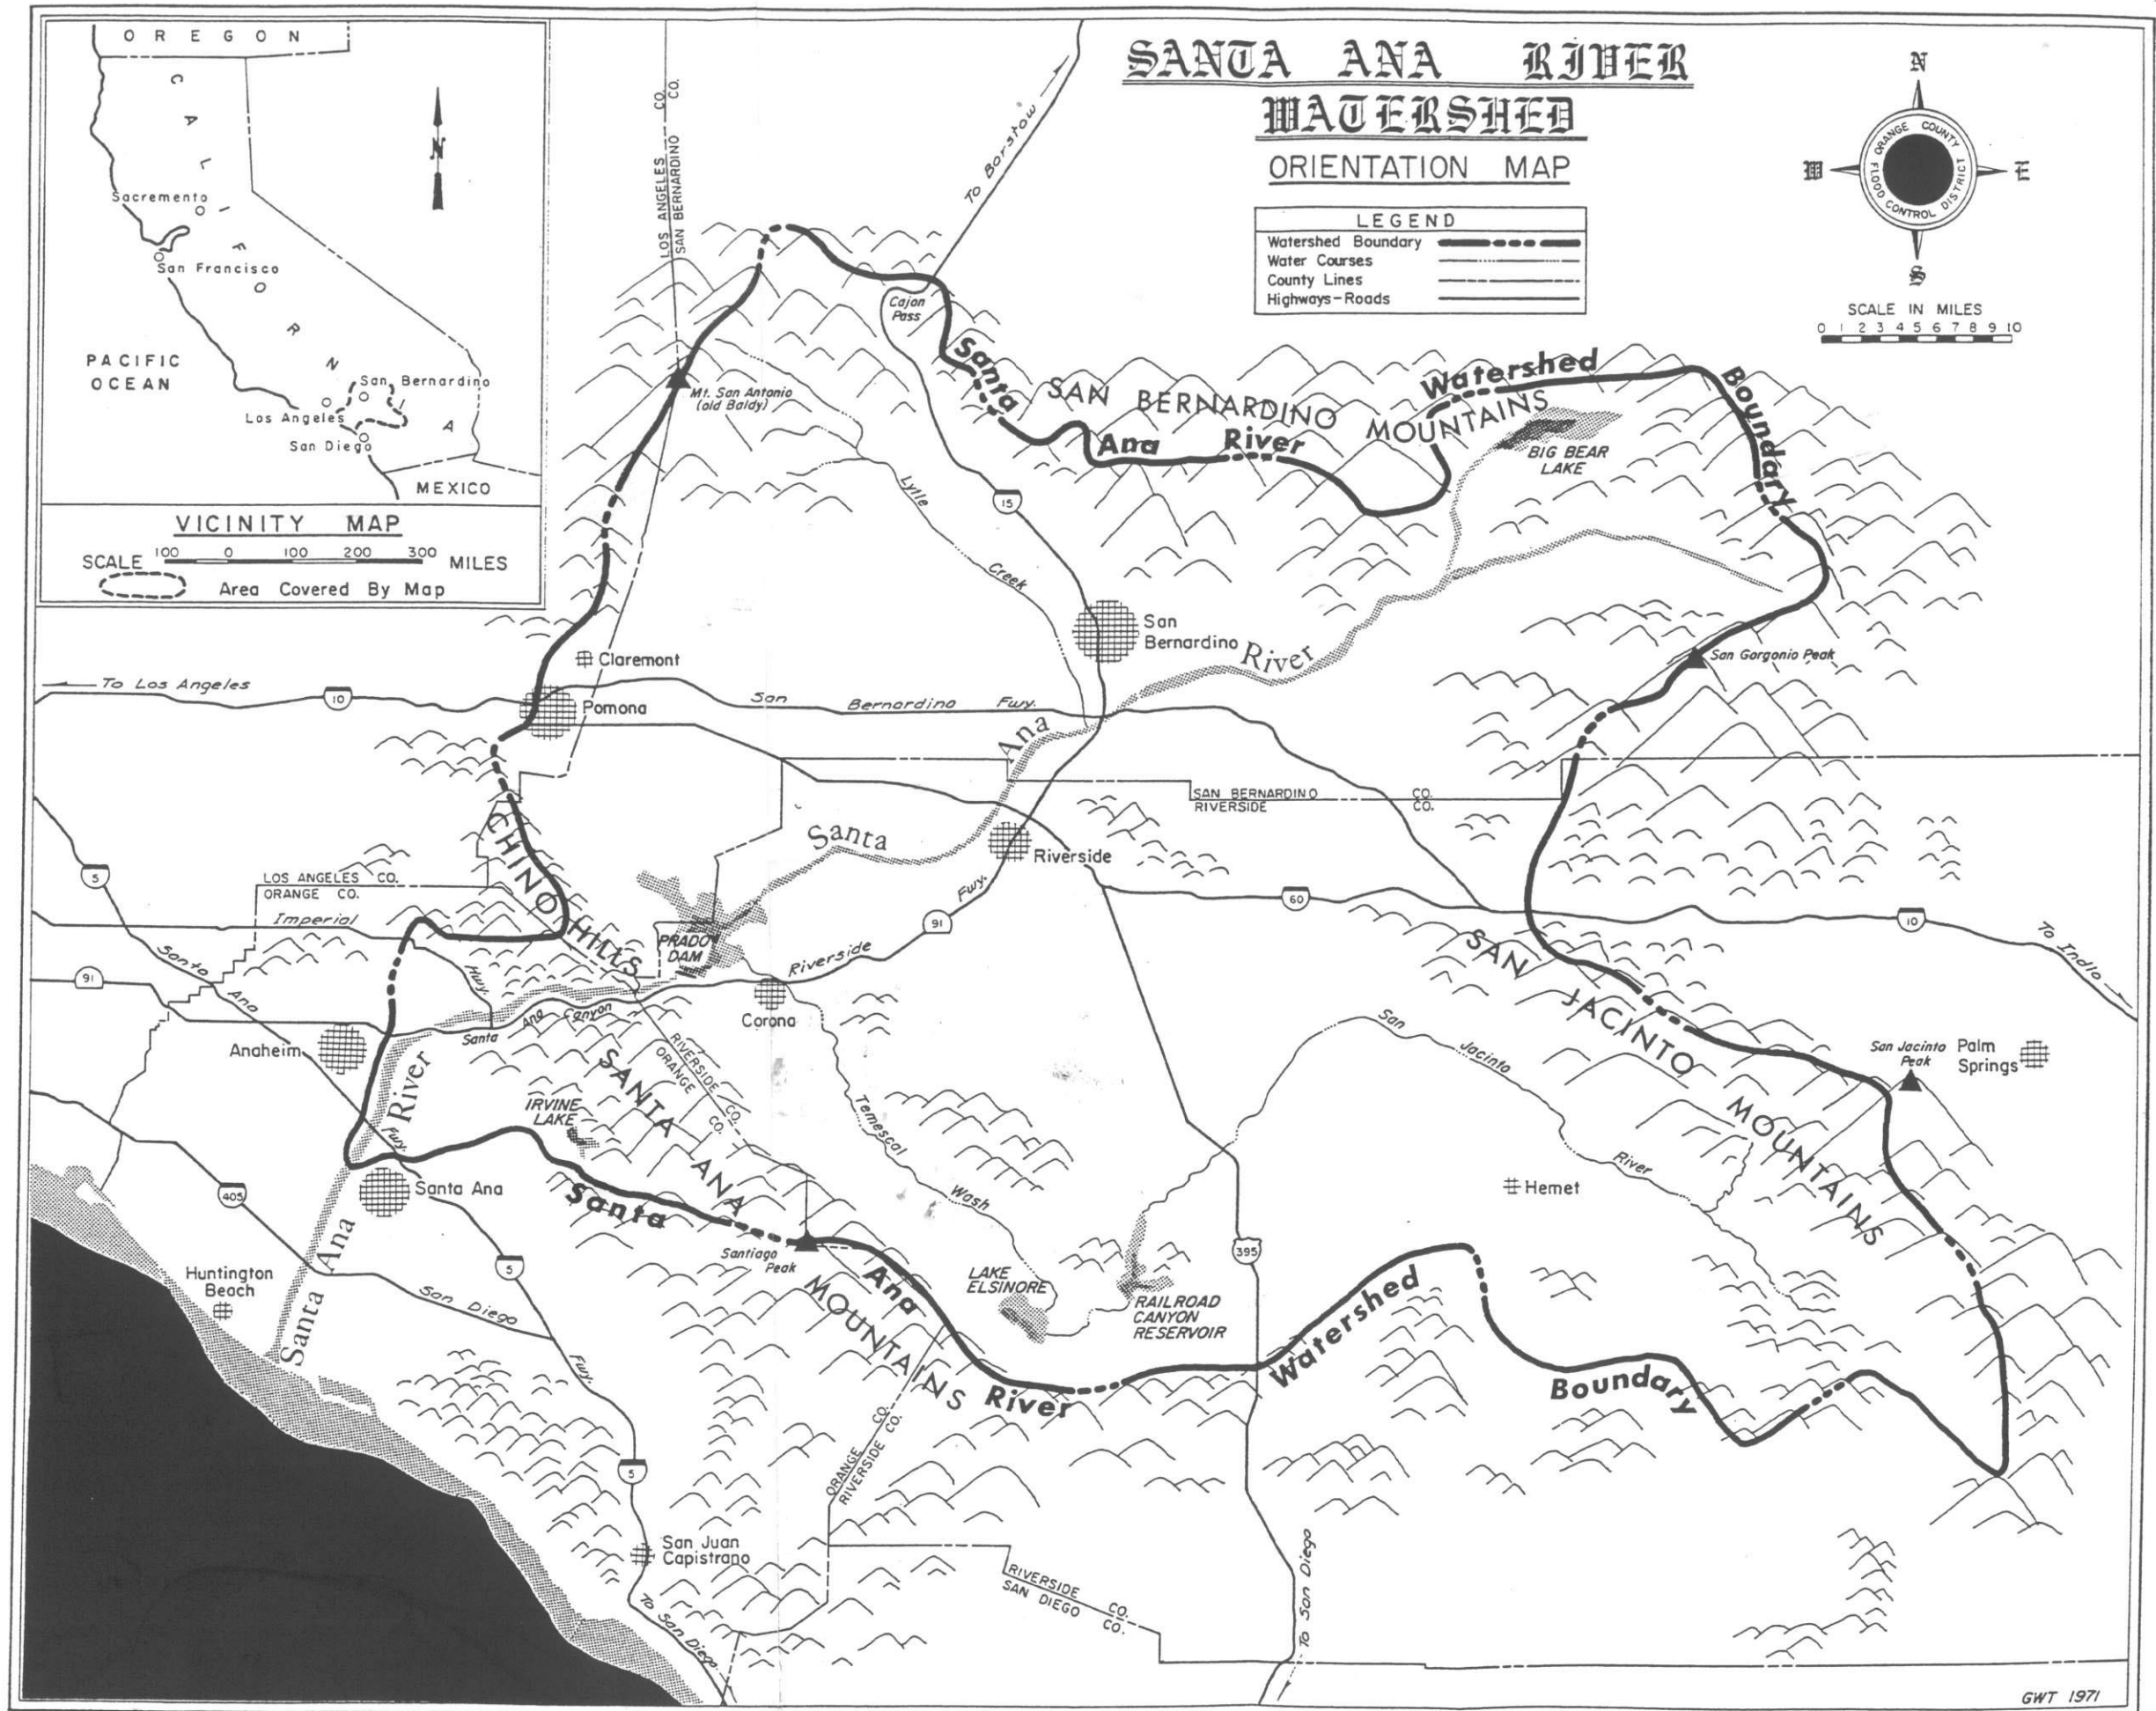 SANTA ANA RIVER
WATERSHED
ORIENTATION MAP
LEGEND
Watershed Boundary
Water Courses
County Lines
Highways-Roads
N
W
E
S
ORANGE COUNTY
FLOOD CONTROL DISTRICT
SCALE IN MILES
0 1 2 3 4 5 6 7 8 9 10
OREGON
CALIFORNIA
N
Sacremento
San Francisco
PACIFIC
OCEAN
San Bernardino
Los Angeles
San Diego
MEXICO
VICINITY MAP
SCALE 100 0 100 200 300 MILES
Area Covered By Map
LOS ANGELES CO.
SAN BERNARDINO CO.
To Barstow
Cajon
Pass
Mt. San Antonio
(old Baldy)
Santa Ana River Watershed Boundary
SAN BERNARDINO MOUNTAINS
BIG BEAR
LAKE
Lytle Creek
15
San
Bernardino
San Gorgonio Peak
Claremont
To Los Angeles
10
Pomona
San Bernardino Fwy.
Santa Ana River
SAN BERNARDINO CO.
RIVERSIDE CO.
Riverside
CHINO HILLS
5
LOS ANGELES CO.
ORANGE CO.
Imperial Hwy.
PRADO
DAM
Riverside Fwy.
91
60
10
To Indio
SAN JACINTO MOUNTAINS
91
Santa Ana Fwy.
Anaheim
Santa Ana Canyon
Corona
RIVERSIDE CO.
ORANGE CO.
San Jacinto River
San Jacinto
Peak
Palm
Springs
Santa Ana River
IRVINE
LAKE
SANTA ANA MOUNTAINS
Temescal Wash
Hemet
405
Santa Ana
Santiago
Peak
Santa Ana River Watershed Boundary
LAKE
ELSINORE
RAILROAD
CANYON
RESERVOIR
395
Huntington
Beach
San Diego Fwy.
5
5
ORANGE CO.
RIVERSIDE CO.
San Juan
Capistrano
To San Diego
RIVERSIDE CO.
SAN DIEGO CO.
To San Diego
GWT 1971